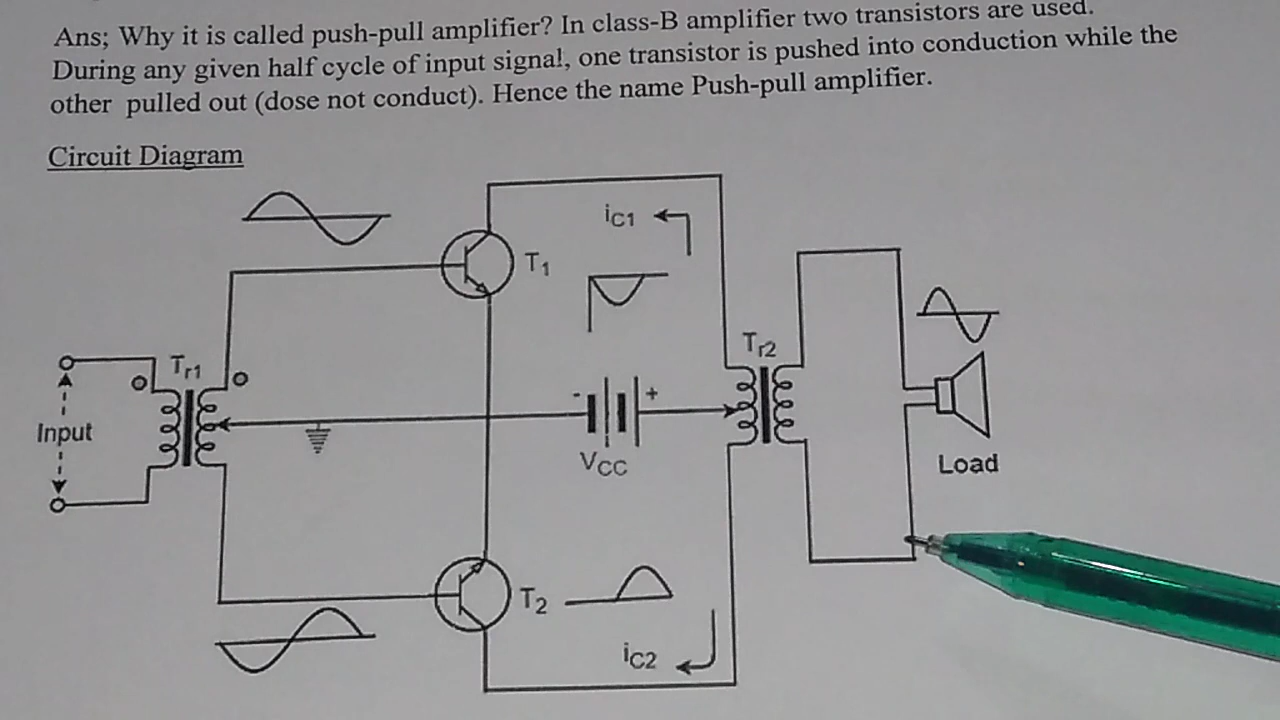 Ans; Why it is called push-pull amplifier? In class-B amplifier two transistors are used.
During any given half cycle of input signal, one transistor is pushed into conduction while the
other pulled out (dose not conduct). Hence the name Push-pull amplifier.
Circuit Diagram
iC1
T1
Tr2
Tr1
- +
Input
VCC
Load
T2
iC2